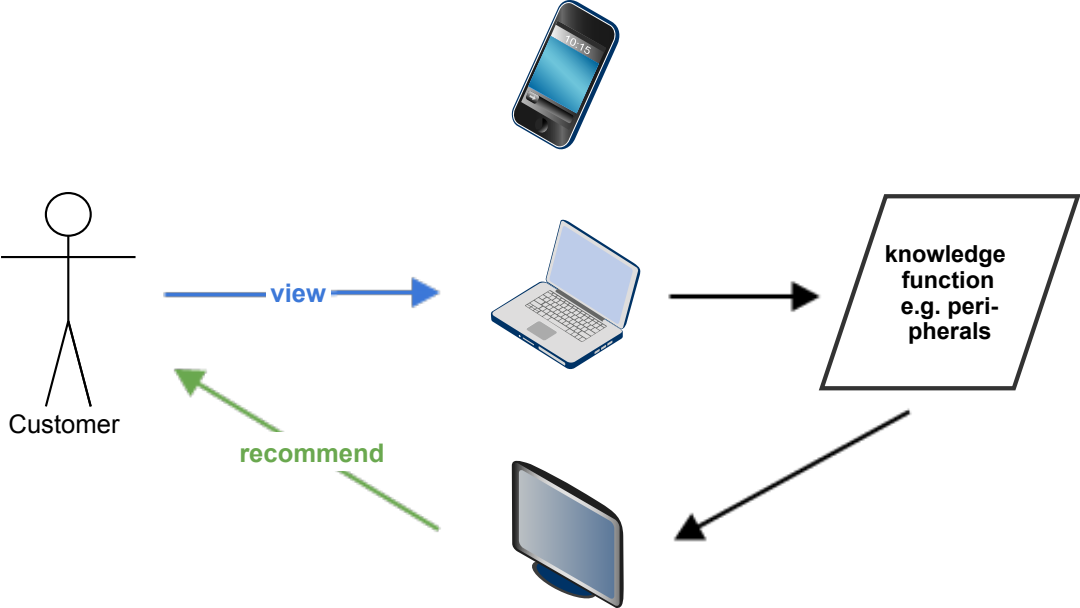 10:15
knowledge
function
e.g. peri-
pherals
view
Customer
recommend